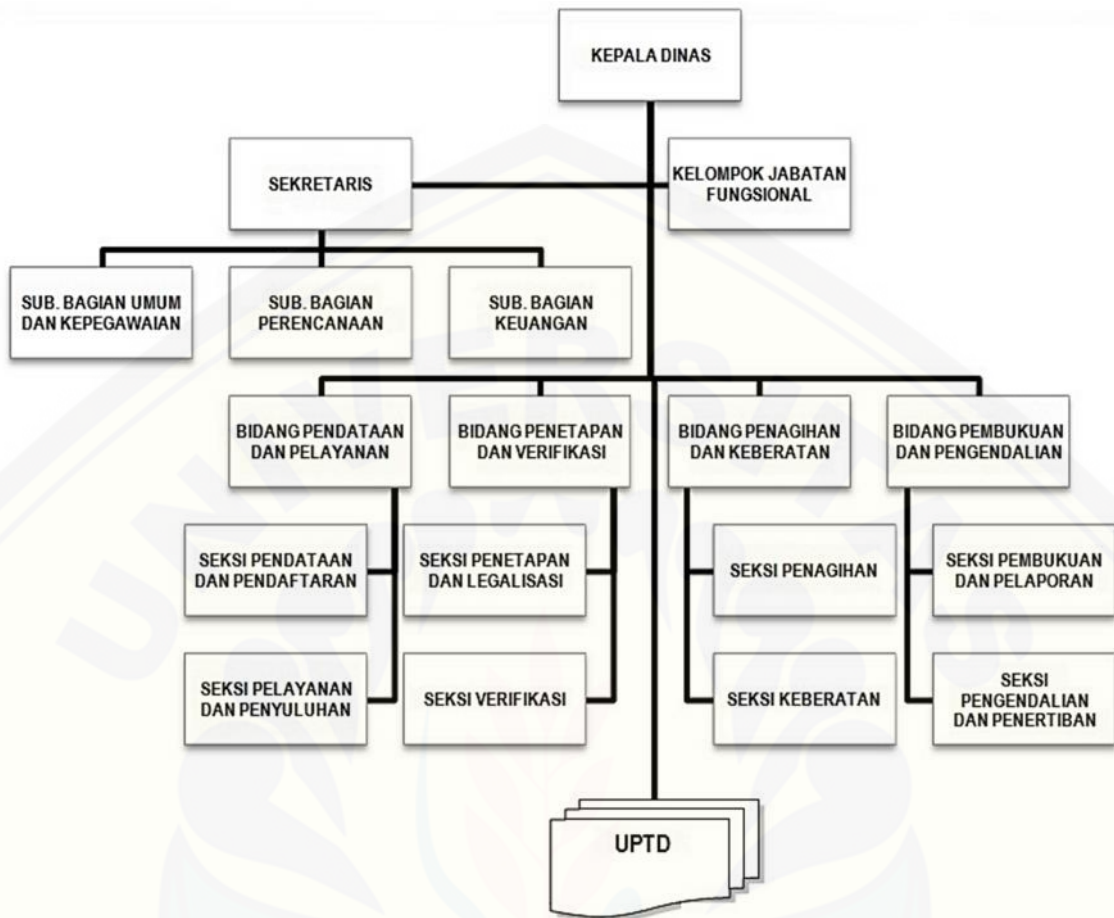 KEPALA DINAS
SEKRETARIS
KELOMPOK JABATAN
FUNGSIONAL
SUB. BAGIAN UMUM
DAN KEPEGAWAIAN
SUB. BAGIAN
PERENCANAAN
SUB. BAGIAN
KEUANGAN
BIDANG PENDATAAN
DAN PELAYANAN
BIDANG PENETAPAN
DAN VERIFIKASI
BIDANG PENAGIHAN
DAN KEBERATAN
BIDANG PEMBUKUAN
DAN PENGENDALIAN
SEKSI PENDATAAN
DAN PENDAFTARAN
SEKSI PENETAPAN
DAN LEGALISASI
SEKSI PENAGIHAN
SEKSI PEMBUKUAN
DAN PELAPORAN
SEKSI PELAYANAN
DAN PENYULUHAN
SEKSI VERIFIKASI
SEKSI KEBERATAN
SEKSI
PENGENDALIAN
DAN PENERTIBAN
UPTD
UNIVERSITAS